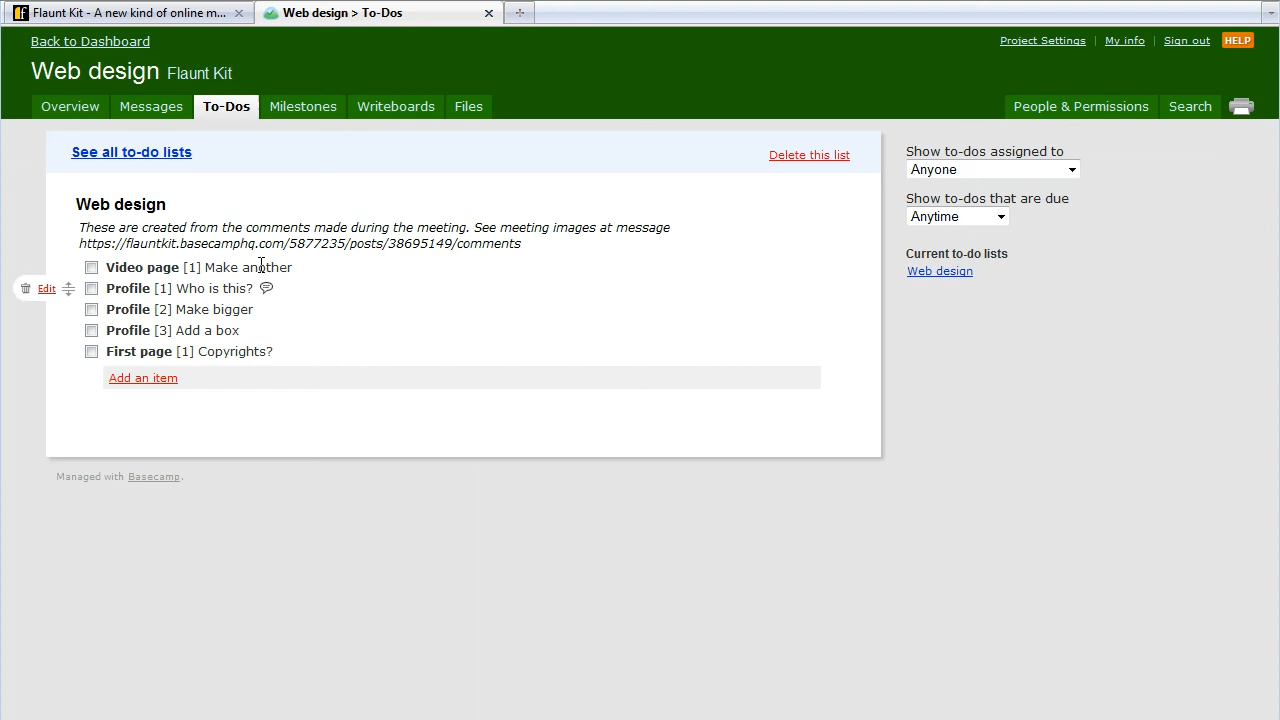 Flaunt Kit - A new kind of online m...
Web design > To-Dos
Back to Dashboard
Project Settings | My info | Sign out HELP
Web design Flaunt Kit
Overview Messages To-Dos Milestones Writeboards Files People & Permissions Search
See all to-do lists
Delete this list
Web design
These are created from the comments made during the meeting. See meeting images at message
https://flauntkit.basecamphq.com/5877235/posts/38695149/comments
Video page [1] Make another
Edit Profile [1] Who is this?
Profile [2] Make bigger
Profile [3] Add a box
First page [1] Copyrights?
Add an item
Managed with Basecamp.
Show to-dos assigned to
Anyone
Show to-dos that are due
Anytime
Current to-do lists
Web design